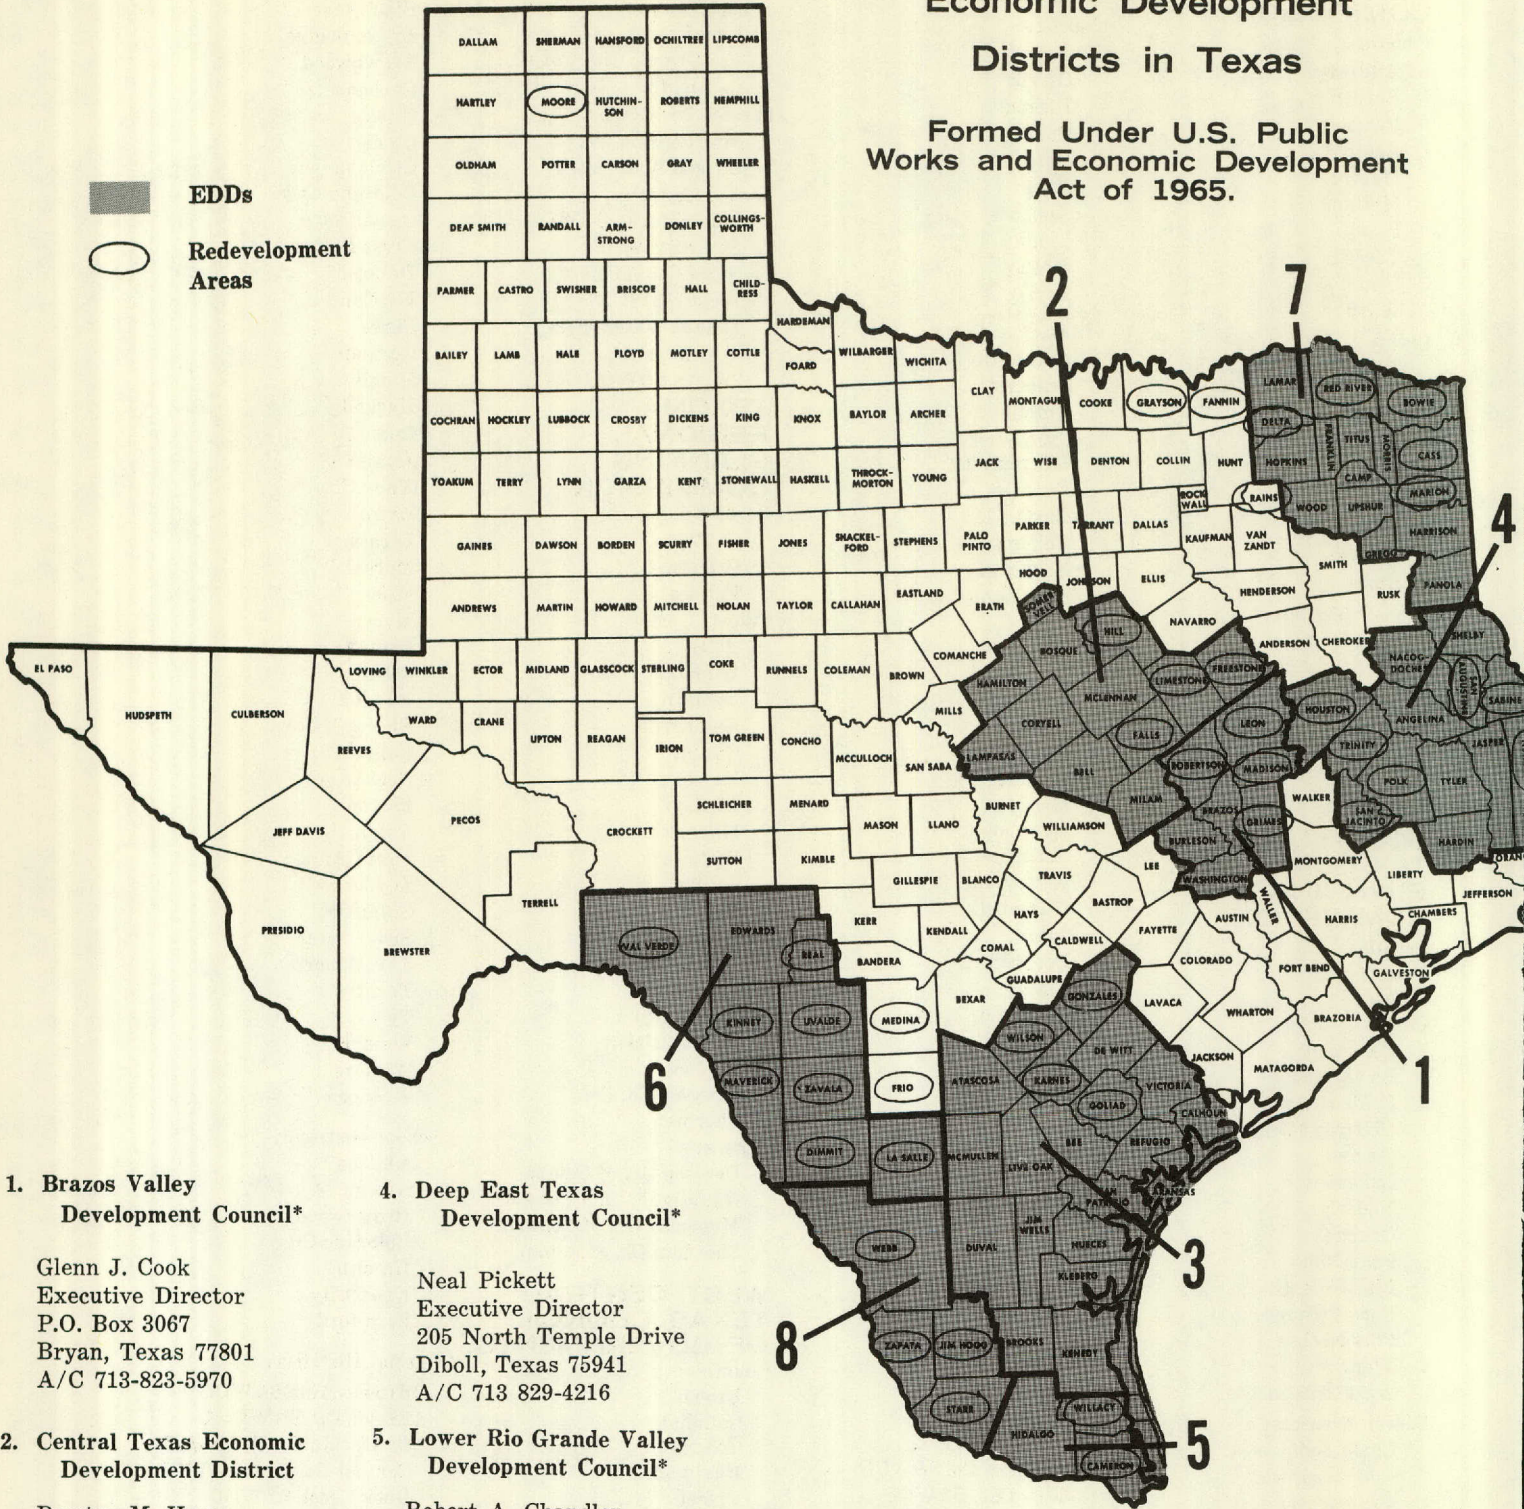 Economic Development
Districts in Texas
Formed Under U.S. Public
Works and Economic Development
Act of 1965.
EDDs
Redevelopment
Areas
DALLAM SHERMAN HANSFORD OCHILTREE LIPSCOMB
HARTLEY MOORE HUTCHIN-
SON ROBERTS HEMPHILL
OLDHAM POTTER CARSON GRAY WHEELER
DEAF SMITH RANDALL ARM-
STRONG DONLEY COLLINGS-
WORTH
PARMER CASTRO SWISHER BRISCOE HALL CHILD-
RESS
HARDEMAN
BAILEY LAMB HALE FLOYD MOTLEY COTTLE FOARD WILBARGER WICHITA
CLAY MONTAGUE COOKE GRAYSON FANNIN LAMAR RED RIVER BOWIE
COCHRAN HOCKLEY LUBBOCK CROSBY DICKENS KING KNOX BAYLOR ARCHER
DELTA FRANKLIN TITUS MORRIS CASS
YOAKUM TERRY LYNN GARZA KENT STONEWALL HASKELL THROCK-
MORTON YOUNG JACK WISE DENTON COLLIN HUNT HOPKINS
CAMP MARION
ROCK
WALL RAINS WOOD UPSHUR
GAINES DAWSON BORDEN SCURRY FISHER JONES SHACKEL-
FORD STEPHENS PALO
PINTO PARKER TARRANT DALLAS KAUFMAN VAN
ZANDT HARRISON
GREGG
SMITH
ANDREWS MARTIN HOWARD MITCHELL NOLAN TAYLOR CALLAHAN EASTLAND ERATH HOOD JOHNSON ELLIS HENDERSON RUSK PANOLA
SOMER
VELL
HILL NAVARRO ANDERSON CHEROKEE SHELBY
EL PASO LOVING WINKLER ECTOR MIDLAND GLASSCOCK STERLING COKE RUNNELS COLEMAN BROWN COMANCHE BOSQUE
NACOG-
DOCHES
SAN
AUGUSTINE
SABINE
HAMILTON MCLENNAN LIMESTONE FREESTONE
HUDSPETH CULBERSON WARD CRANE MILLS CORYELL LEON HOUSTON ANGELINA
REEVES UPTON REAGAN IRION TOM GREEN CONCHO MCCULLOCH SAN SABA LAMPASAS FALLS TRINITY JASPER
BELL ROBERTSON MADISON POLK TYLER
JEFF DAVIS PECOS CROCKETT SCHLEICHER MENARD MASON LLANO BURNET WILLIAMSON MILAM BRAZOS GRIMES WALKER SAN
JACINTO
HARDIN
BURLESON
SUTTON KIMBLE GILLESPIE BLANCO TRAVIS LEE WASHINGTON MONTGOMERY LIBERTY ORAN
JEFFERSON
PRESIDIO BREWSTER TERRELL VAL VERDE EDWARDS REAL KERR KENDALL HAYS BASTROP FAYETTE AUSTIN WALLER HARRIS CHAMBERS
BANDERA COMAL CALDWELL COLORADO FORT BEND GALVESTON
GUADALUPE
KINNEY UVALDE MEDINA BEXAR GONZALES LAVACA WHARTON BRAZORIA
WILSON DE WITT JACKSON MATAGORDA
MAVERICK ZAVALA FRIO ATASCOSA KARNES VICTORIA
GOLIAD CALHOUN
DIMMIT LA SALLE MCMULLEN LIVE OAK BEE REFUGIO
ARANSAS
WEBB DUVAL JIM
WELLS NUECES
KLEBERG
ZAPATA JIM HOGG BROOKS KENEDY
STARR HIDALGO WILLACY
CAMERON
2
7
4
6
1
3
8
5
1. Brazos Valley
Development Council*
Glenn J. Cook
Executive Director
P.O. Box 3067
Bryan, Texas 77801
A/C 713-823-5970
2. Central Texas Economic
Development District
4. Deep East Texas
Development Council*
Neal Pickett
Executive Director
205 North Temple Drive
Diboll, Texas 75941
A/C 713 829-4216
5. Lower Rio Grande Valley
Development Council*
Robert A. Chandler